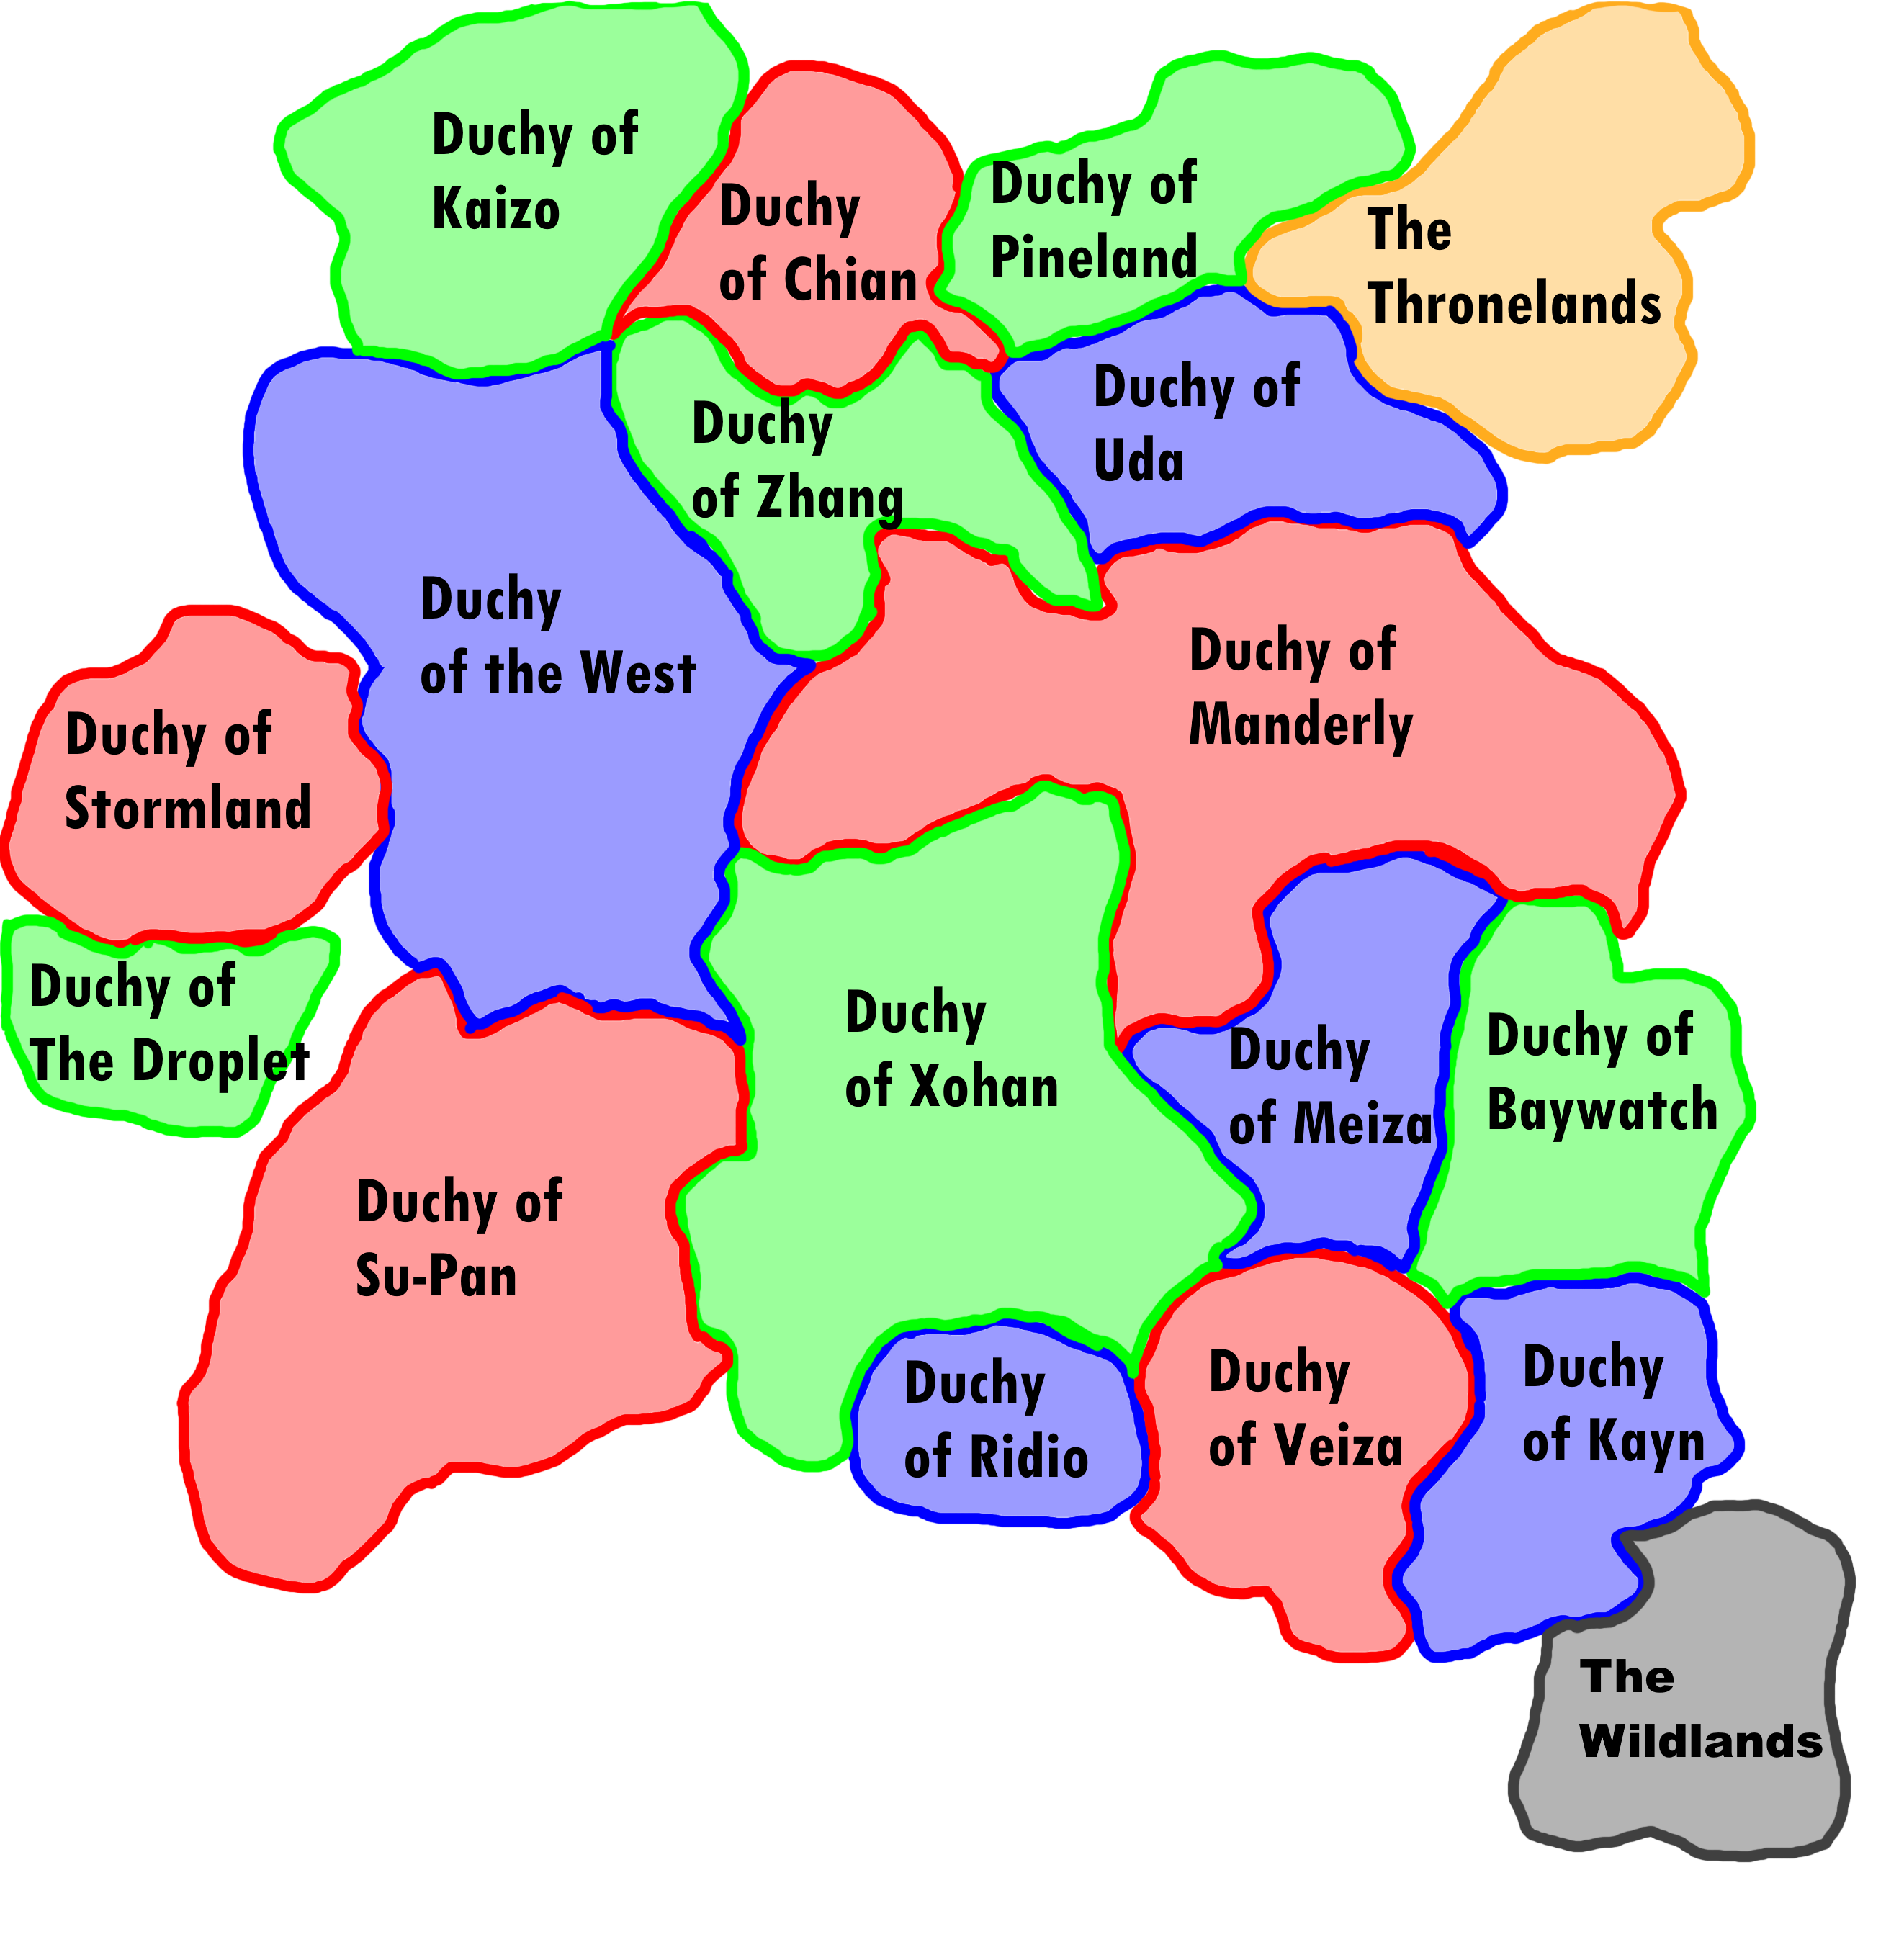 Duchy of
Kaizo
Duchy
of Chian
Duchy of
Pineland
The
Thronelands
Duchy
of Zhang
Duchy of
Uda
Duchy
of the West
Duchy of
Manderly
Duchy of
Stormland
Duchy of
The Droplet
Duchy
of Xohan
Duchy
of Meiza
Duchy of
Baywatch
Duchy of
Su-Pan
Duchy
of Ridio
Duchy
of Veiza
Duchy
of Kayn
The
Wildlands